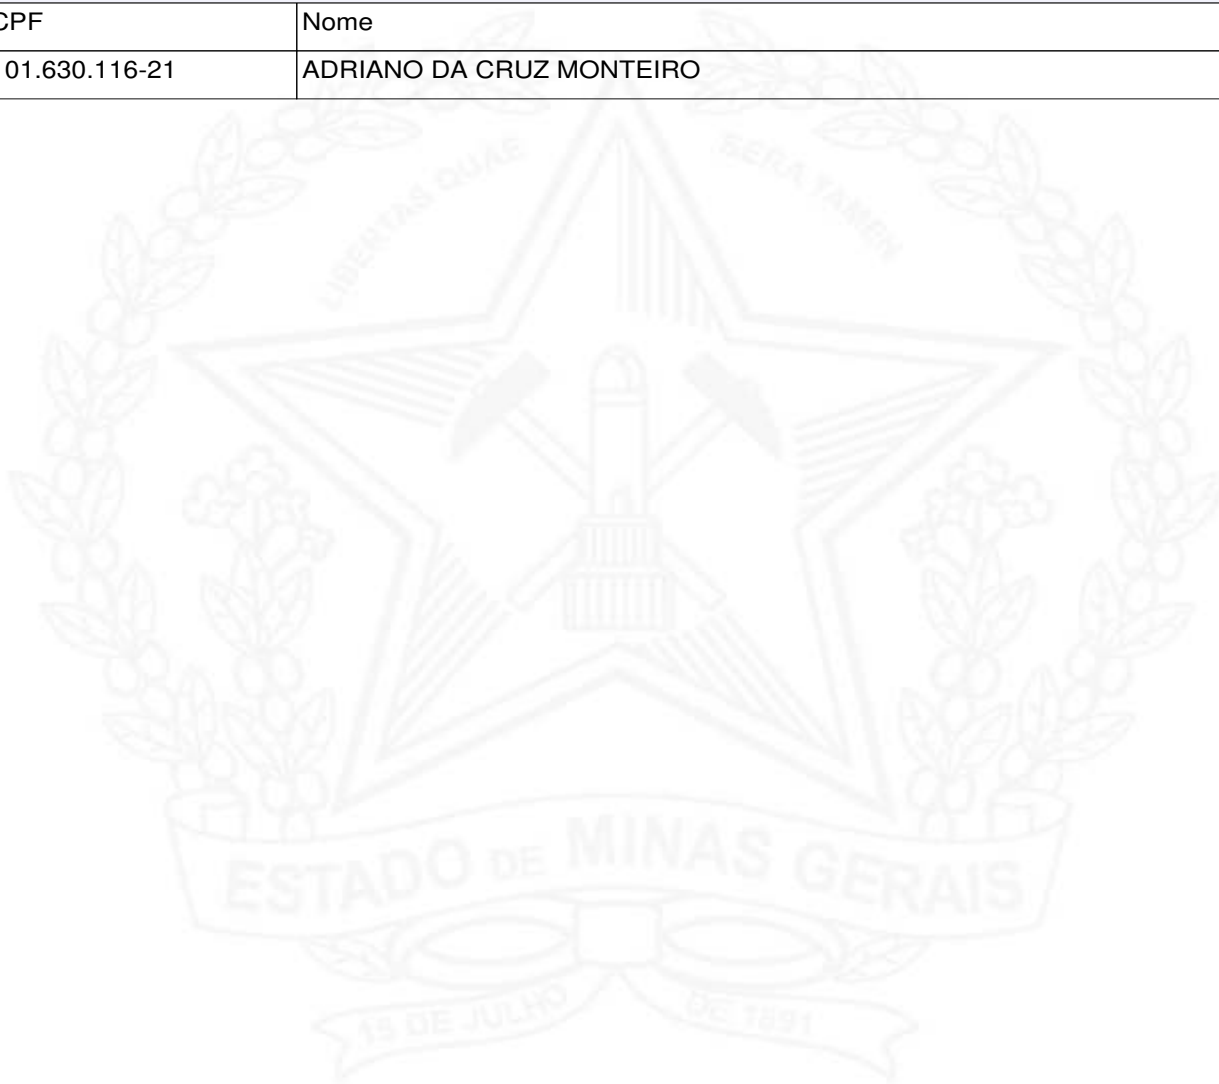 CPF Nome
01.630.116-21 ADRIANO DA CRUZ MONTEIRO
LIBERTAS QUAE SERA TAMEN
ESTADO DE MINAS GERAIS
15 DE JULHO DE 1891